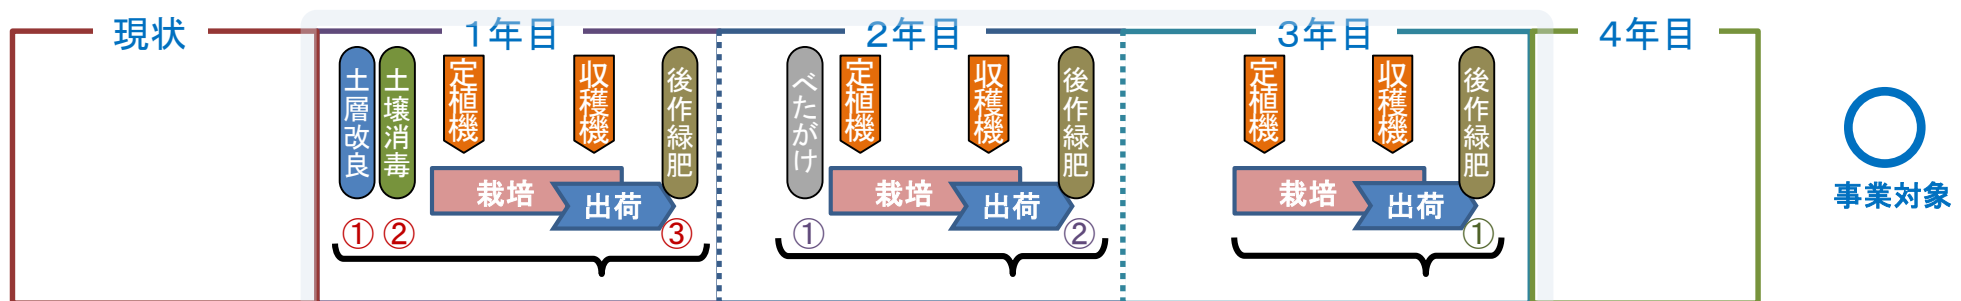 現状
1年目
2年目
3年目
4年目
土層改良
土壌消毒
定植機
収穫機
後作緑肥
べたがけ
定植機
収穫機
後作緑肥
定植機
収穫機
後作緑肥
栽培
出荷
栽培
出荷
栽培
出荷
① ② ③
① ②
①
事業対象